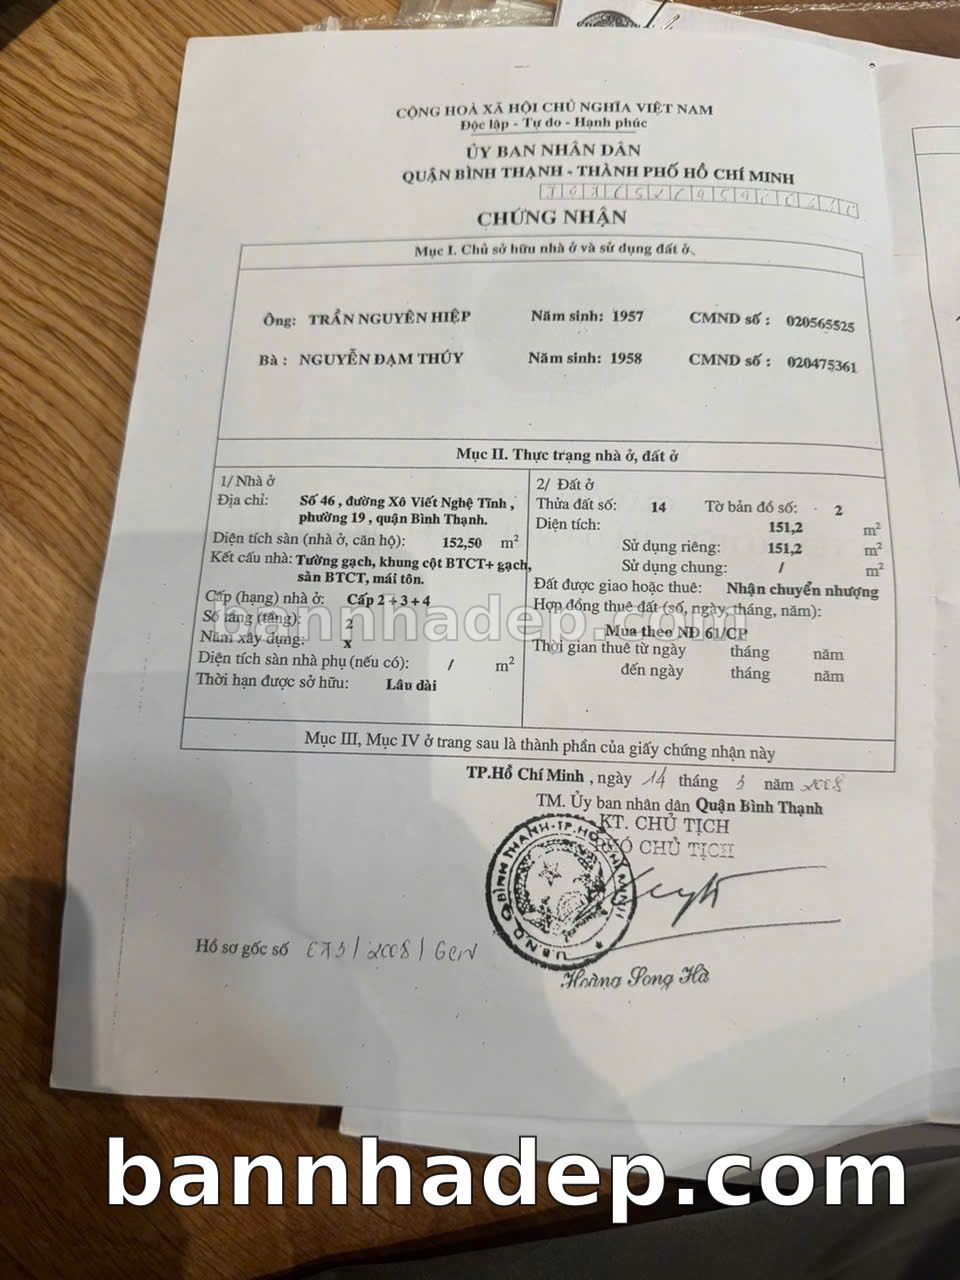 CỘNG HOÀ XÃ HỘI CHỦ NGHĨA VIỆT NAM
Độc lập - Tự do - Hạnh phúc
ỦY BAN NHÂN DÂN
QUẬN BÌNH THẠNH - THÀNH PHỐ HỒ CHÍ MINH
CHỨNG NHẬN
Mục I. Chủ sở hữu nhà ở và sử dụng đất ở.
Ông: TRẦN NGUYÊN HIỆP Năm sinh: 1957 CMND số : 020565525
Bà : NGUYỄN ĐẠM THÚY Năm sinh: 1958 CMND số : 020475361
Mục II. Thực trạng nhà ở, đất ở
1/ Nhà ở
Địa chỉ: Số 46 , đường Xô Viết Nghệ Tĩnh ,
phường 19 , quận Bình Thạnh.
Diện tích sàn (nhà ở, căn hộ): 152,50 m²
Kết cấu nhà: Tường gạch, khung cột BTCT+ gạch,
sàn BTCT, mái tôn.
Cấp (hạng) nhà ở: Cấp 2 + 3 + 4
Số tầng (tầng): 2
Năm xây dựng: x
Diện tích sàn nhà phụ (nếu có): / m²
Thời hạn được sở hữu: Lâu dài
2/ Đất ở
Thửa đất số: 14 Tờ bản đồ số: 2
Diện tích: 151,2 m²
Sử dụng riêng: 151,2 m²
Sử dụng chung: / m²
Đất được giao hoặc thuê: Nhận chuyển nhượng
Hợp đồng thuê đất (số, ngày, tháng, năm):
Mua theo NĐ 61/CP
Thời gian thuê từ ngày tháng năm
đến ngày tháng năm
bannhadep.com
Mục III, Mục IV ở trang sau là thành phần của giấy chứng nhận này
TP.Hồ Chí Minh , ngày 14 tháng 3 năm 2008
TM. Ủy ban nhân dân Quận Bình Thạnh
KT. CHỦ TỊCH
PHÓ CHỦ TỊCH
U.B.N.D. Q. BÌNH THẠNH-T.P. HỒ CHÍ MINH
Hồ sơ gốc số 673/2008/GCN
Hoàng Song Hà
bannhadep.com